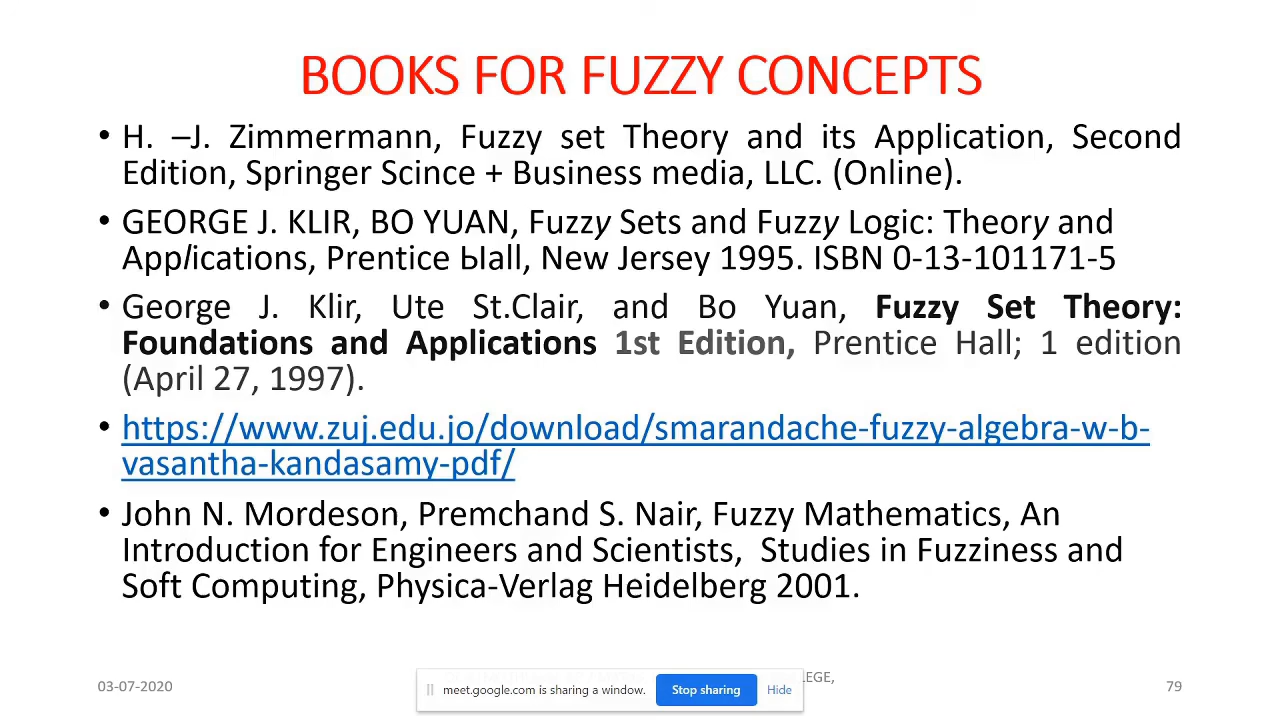 BOOKS FOR FUZZY CONCEPTS
• H. –J. Zimmermann, Fuzzy set Theory and its Application, Second
Edition, Springer Scince + Business media, LLC. (Online).
• GEORGE J. KLIR, BO YUAN, Fuzzy Sets and Fuzzy Logic: Theory and
Applications, Prentice Ыall, New Jersey 1995. ISBN 0-13-101171-5
• George J. Klir, Ute St.Clair, and Bo Yuan, Fuzzy Set Theory:
Foundations and Applications 1st Edition, Prentice Hall; 1 edition
(April 27, 1997).
• https://www.zuj.edu.jo/download/smarandache-fuzzy-algebra-w-b-
vasantha-kandasamy-pdf/
• John N. Mordeson, Premchand S. Nair, Fuzzy Mathematics, An
Introduction for Engineers and Scientists, Studies in Fuzziness and
Soft Computing, Physica-Verlag Heidelberg 2001.
03-07-2020
meet.google.com is sharing a window. Stop sharing Hide
79